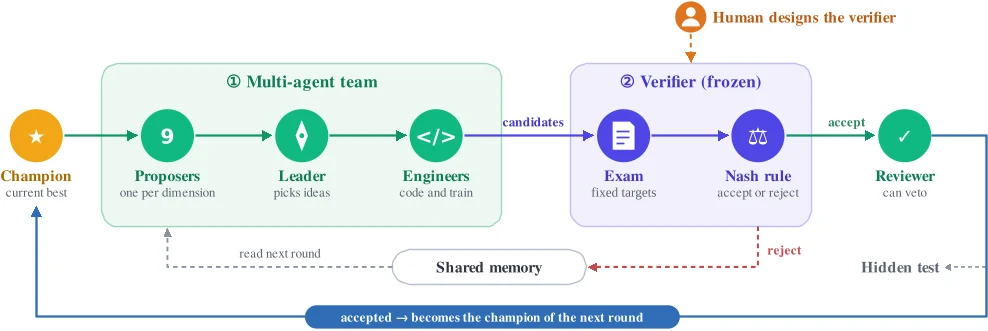 Human designs the verifier
① Multi-agent team
② Verifier (frozen)
candidates
accept
9
</>
Champion
current best
Proposers
one per dimension
Leader
picks ideas
Engineers
code and train
Exam
fixed targets
Nash rule
accept or reject
Reviewer
can veto
read next round
Shared memory
reject
Hidden test
accepted → becomes the champion of the next round